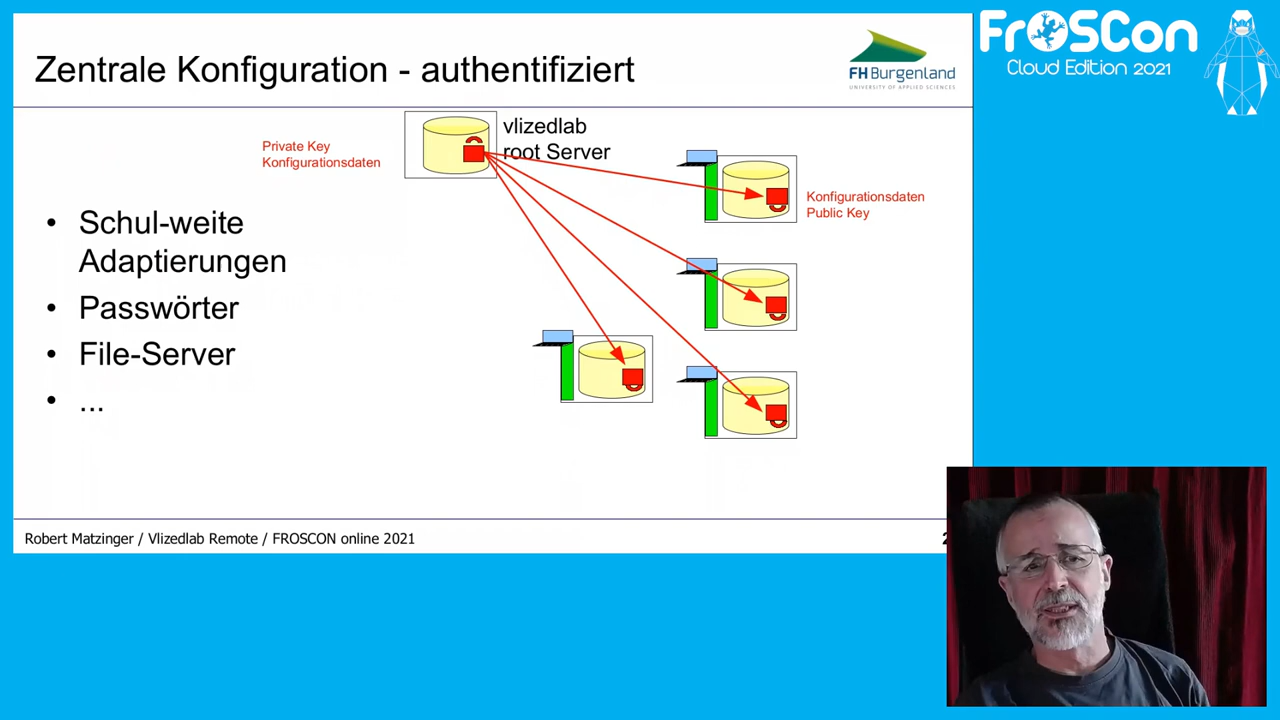 Zentrale Konfiguration - authentifiziert
FH Burgenland
UNIVERSITY OF APPLIED SCIENCES
FrOSCon
Cloud Edition 2021
Private Key
Konfigurationsdaten
vlizedlab
root Server
Konfigurationsdaten
Public Key
• Schul-weite
Adaptierungen
• Passwörter
• File-Server
• ...
Robert Matzinger / Vlizedlab Remote / FROSCON online 2021
2